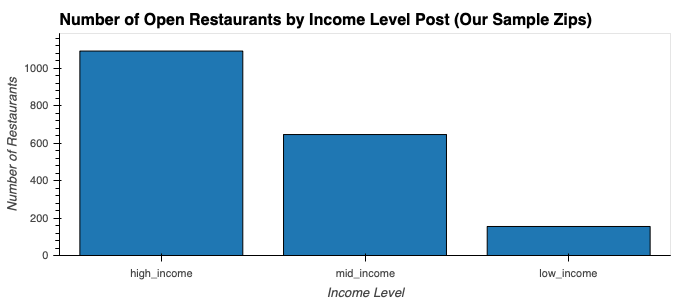 Number of Open Restaurants by Income Level Post (Our Sample Zips)
Number of Restaurants
1000
800
600
400
200
0
high_income
mid_income
low_income
Income Level